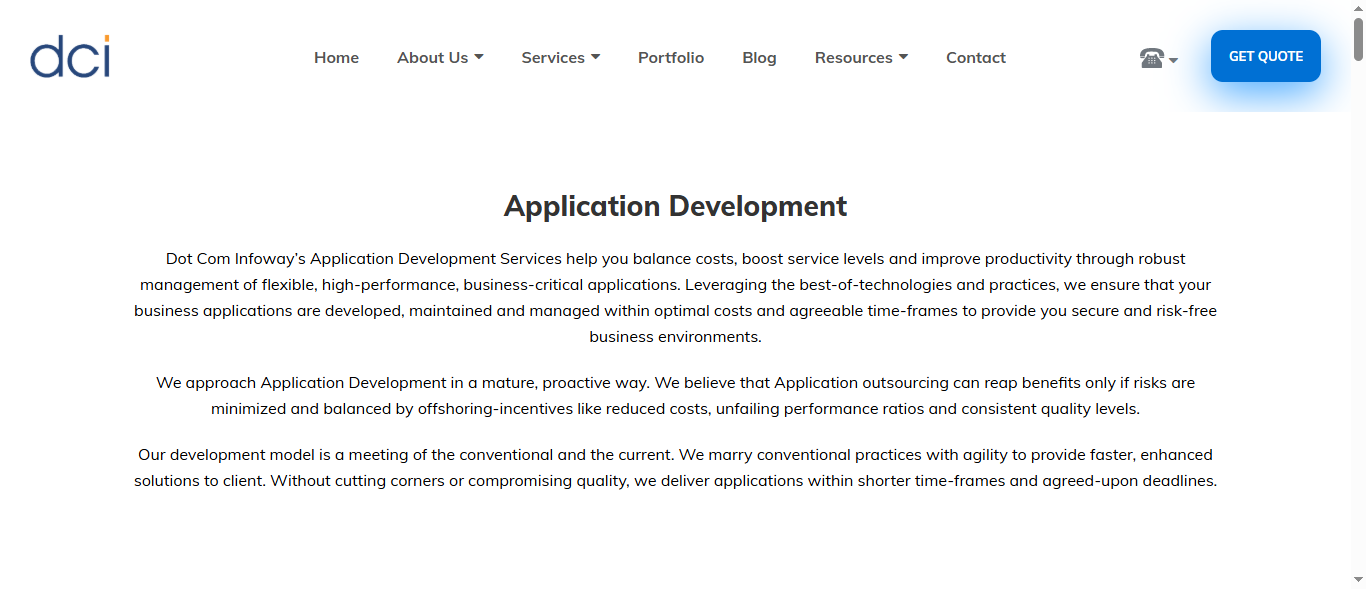 dci
Home
About Us
Services
Portfolio
Blog
Resources
Contact
GET QUOTE
Application Development
Dot Com Infoway’s Application Development Services help you balance costs, boost service levels and improve productivity through robust
management of flexible, high-performance, business-critical applications. Leveraging the best-of-technologies and practices, we ensure that your
business applications are developed, maintained and managed within optimal costs and agreeable time-frames to provide you secure and risk-free
business environments.
We approach Application Development in a mature, proactive way. We believe that Application outsourcing can reap benefits only if risks are
minimized and balanced by offshoring-incentives like reduced costs, unfailing performance ratios and consistent quality levels.
Our development model is a meeting of the conventional and the current. We marry conventional practices with agility to provide faster, enhanced
solutions to client. Without cutting corners or compromising quality, we deliver applications within shorter time-frames and agreed-upon deadlines.